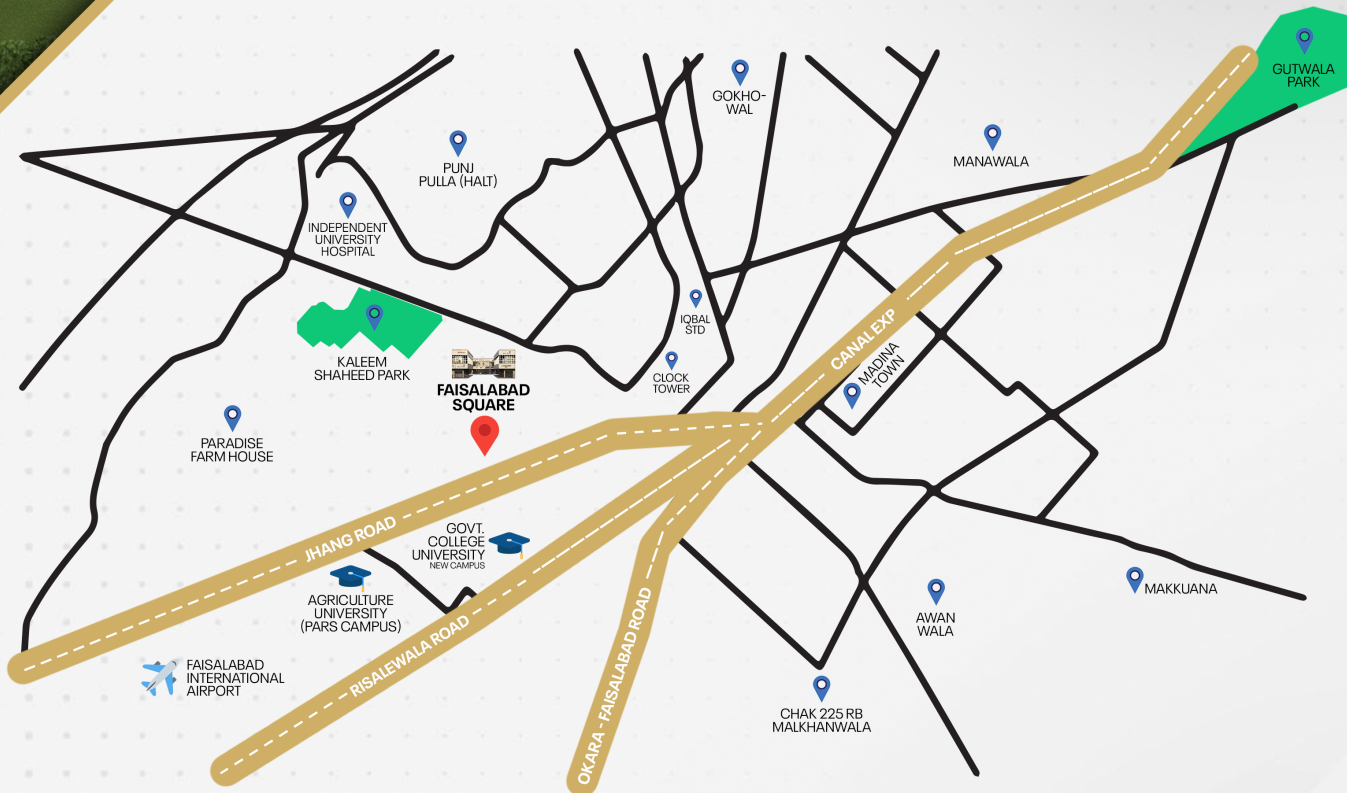 GUTWALA
PARK
GOKHO-
WAL
PUNJ
PULLA (HALT)
MANAWALA
INDEPENDENT
UNIVERSITY
HOSPITAL
IQBAL
STD
KALEEM
SHAHEED PARK
CANAL EXP
MADINA
TOWN
CLOCK
TOWER
FAISALABAD
SQUARE
PARADISE
FARM HOUSE
JHANG ROAD
GOVT.
COLLEGE
UNIVERSITY
NEW CAMPUS
AGRICULTURE
UNIVERSITY
(PARS CAMPUS)
RISALEWALA ROAD
OKARA - FAISALABAD ROAD
AWAN
WALA
MAKKUANA
FAISALABAD
INTERNATIONAL
AIRPORT
CHAK 225 RB
MALKHANWALA